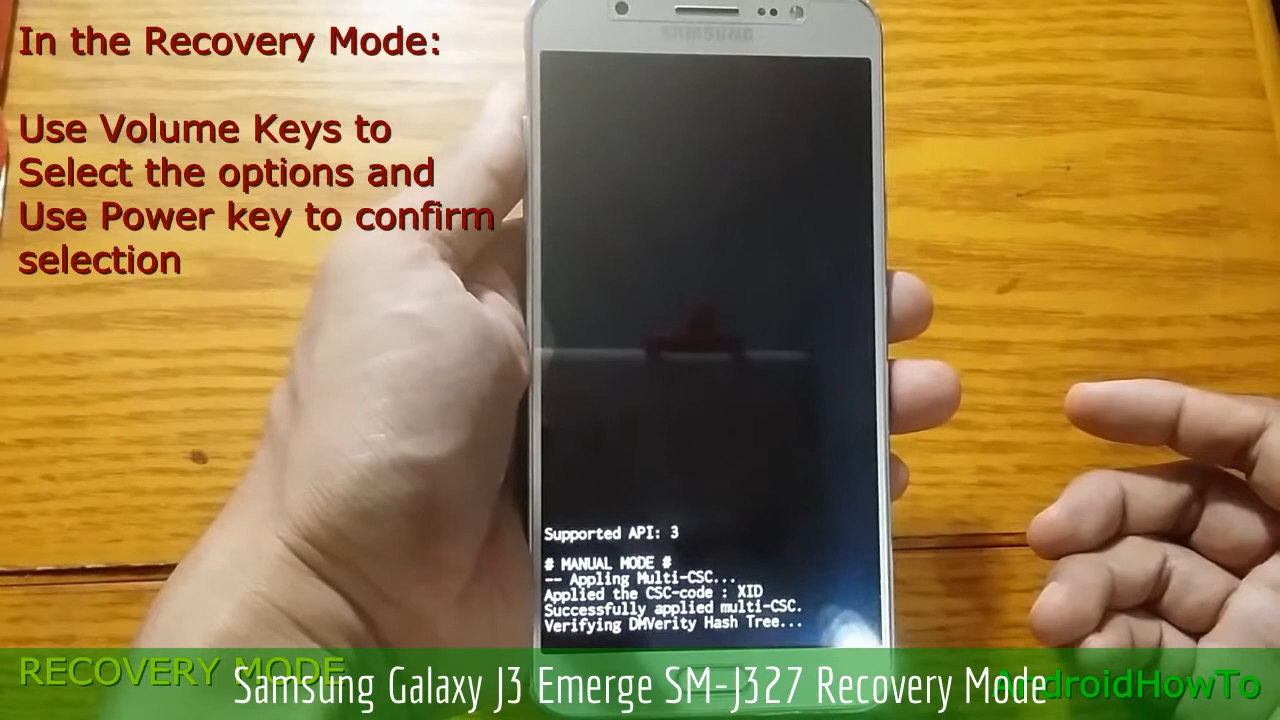 In the Recovery Mode:
Use Volume Keys to
Select the options and
Use Power key to confirm
selection
SAMSUNG
Supported API: 3
# MANUAL MODE #
-- Appling Multi-CSC...
Applied the CSC-code : XID
Successfully applied multi-CSC.
Verifying DMVerity Hash Tree...
RECOVERY MODE
Samsung Galaxy J3 Emerge SM-J327 Recovery Mode
AndroidHowTo